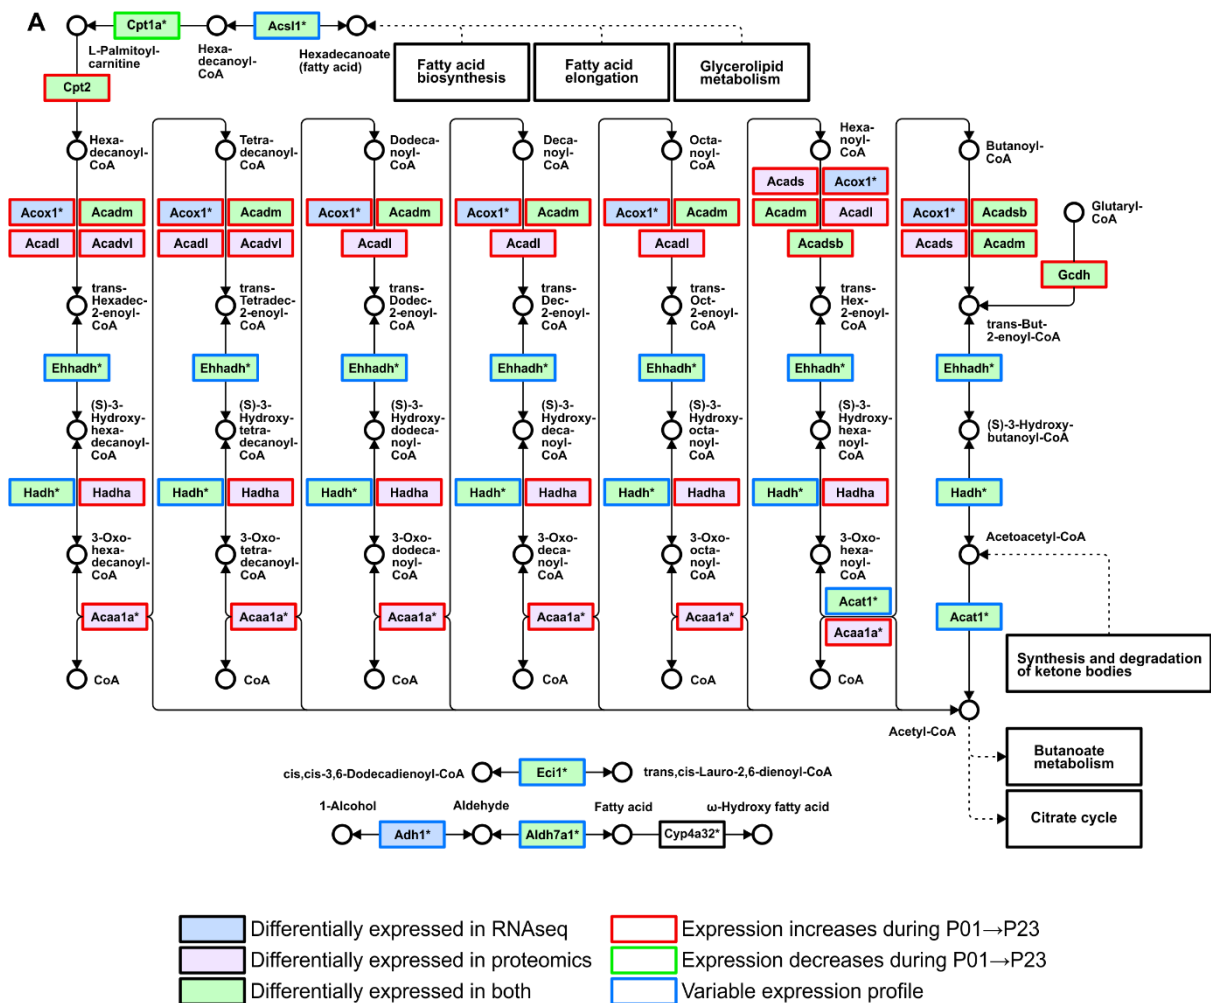 A
Cpt1a*
Acsl1*
L-Palmitoyl-
carnitine
Hexa-
decanoyl-
CoA
Hexadecanoate
(fatty acid)
Fatty acid
biosynthesis
Fatty acid
elongation
Glycerolipid
metabolism
Cpt2
Hexa-
decanoyl-
CoA
Tetra-
decanoyl-
CoA
Dodeca-
noyl-
CoA
Deca-
noyl-
CoA
Octa-
noyl-
CoA
Hexa-
noyl-
CoA
Butanoyl-
CoA
Acox1* Acadm
Acadl Acadvl
Acox1* Acadm
Acadl Acadvl
Acox1* Acadm
Acadl
Acox1* Acadm
Acadl
Acox1* Acadm
Acadl
Acads Acox1*
Acadm Acadl
Acadsb
Acox1* Acadsb
Acads Acadm
Glutaryl-
CoA
Gcdh
trans-
Hexadec-
2-enoyl-
CoA
trans-
Tetradec-
2-enoyl-
CoA
trans-
Dodec-
2-enoyl-
CoA
trans-
Dec-
2-enoyl-
CoA
trans-
Oct-
2-enoyl-
CoA
trans-
Hex-
2-enoyl-
CoA
trans-But-
2-enoyl-CoA
Ehhadh* Ehhadh* Ehhadh* Ehhadh* Ehhadh* Ehhadh* Ehhadh*
(S)-3-
Hydroxy-
hexa-
decanoyl-
CoA
(S)-3-
Hydroxy-
tetra-
decanoyl-
CoA
(S)-3-
Hydroxy-
dodeca-
noyl-
CoA
(S)-3-
Hydroxy-
deca-
noyl-
CoA
(S)-3-
Hydroxy-
octa-
noyl-
CoA
(S)-3-
Hydroxy-
hexa-
noyl-
CoA
(S)-3-Hydroxy-
butanoyl-CoA
Hadh* Hadha Hadh* Hadha Hadh* Hadha Hadh* Hadha Hadh* Hadha Hadh* Hadha Hadh*
3-Oxo-
hexa-
decanoyl-
CoA
3-Oxo-
tetra-
decanoyl-
CoA
3-Oxo-
dodeca-
noyl-
CoA
3-Oxo-
deca-
noyl-
CoA
3-Oxo-
octa-
noyl-
CoA
3-Oxo-
hexa-
noyl-
CoA
Acetoacetyl-CoA
Acaa1a* Acaa1a* Acaa1a* Acaa1a* Acaa1a*
Acat1*
Acaa1a*
Acat1*
Synthesis and degradation
of ketone bodies
CoA CoA CoA CoA CoA CoA
Acetyl-CoA
Butanoate
metabolism
Citrate cycle
cis,cis-3,6-Dodecadienoyl-CoA Eci1* trans,cis-Lauro-2,6-dienoyl-CoA
1-Alcohol Aldehyde Fatty acid ω-Hydroxy fatty acid
Adh1* Aldh7a1* Cyp4a32*
Differentially expressed in RNAseq
Differentially expressed in proteomics
Differentially expressed in both
Expression increases during P01→P23
Expression decreases during P01→P23
Variable expression profile